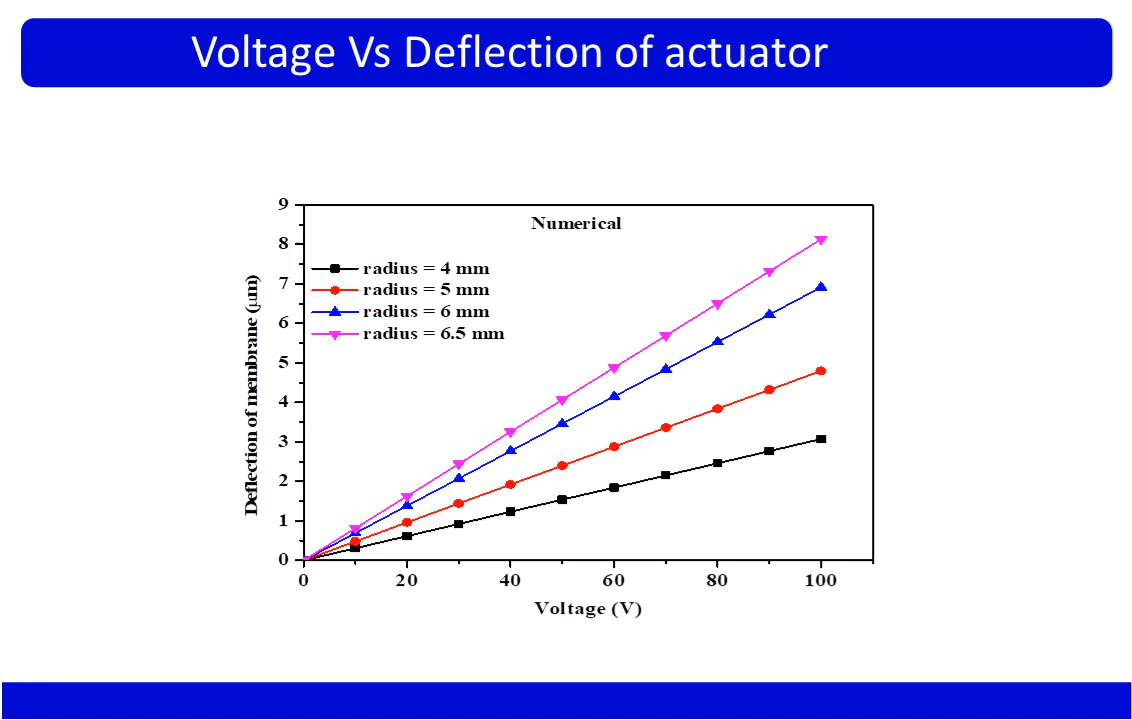 Voltage Vs Deflection of actuator
Numerical
radius = 4 mm
radius = 5 mm
radius = 6 mm
radius = 6.5 mm
Deflection of membrane (μm)
9
8
7
6
5
4
3
2
1
0
0 20 40 60 80 100
Voltage (V)